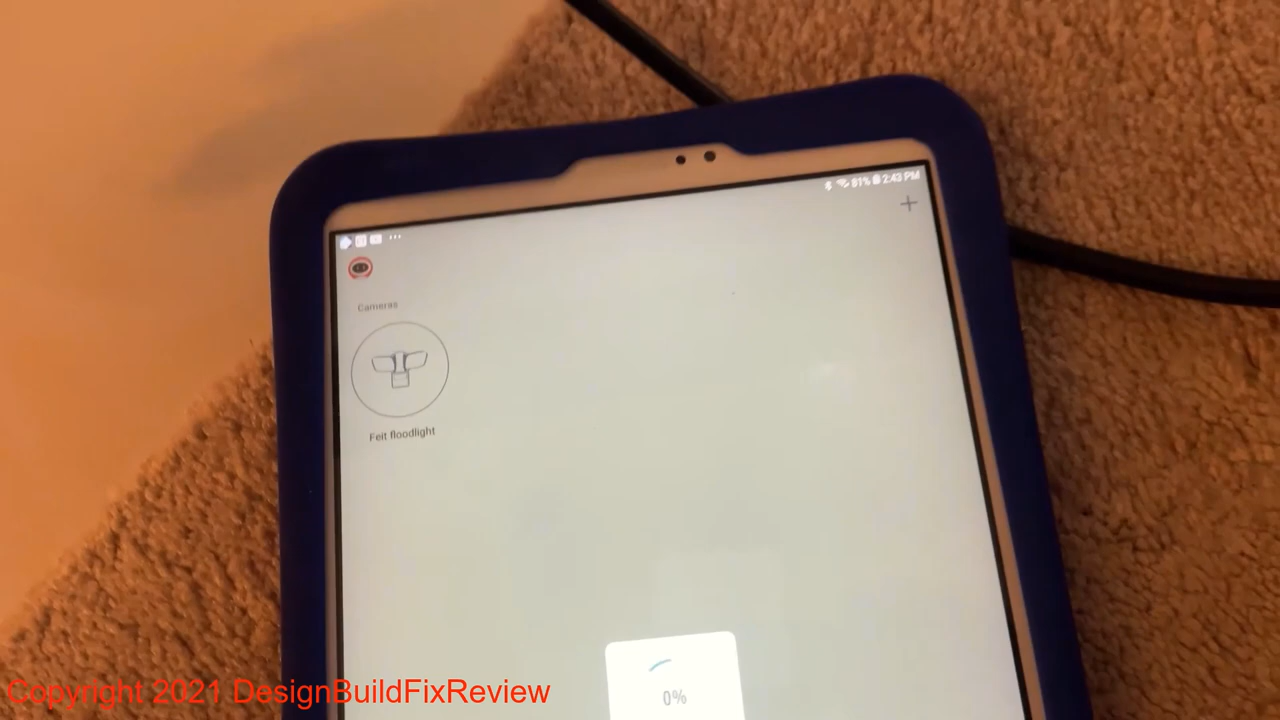 81% 2:43 PM
+
Cameras
Feit floodlight
0%
Copyright 2021 DesignBuildFixReview